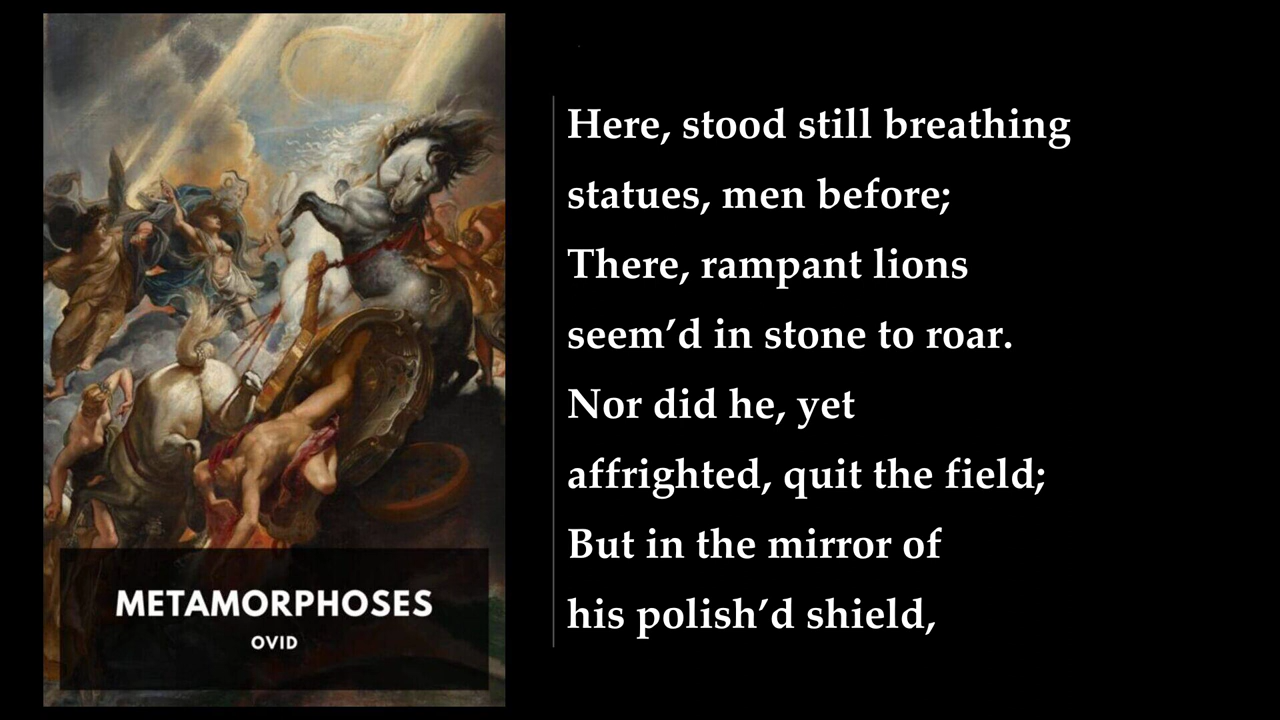 METAMORPHOSES
OVID
Here, stood still breathing
statues, men before;
There, rampant lions
seem’d in stone to roar.
Nor did he, yet
affrighted, quit the field;
But in the mirror of
his polish’d shield,